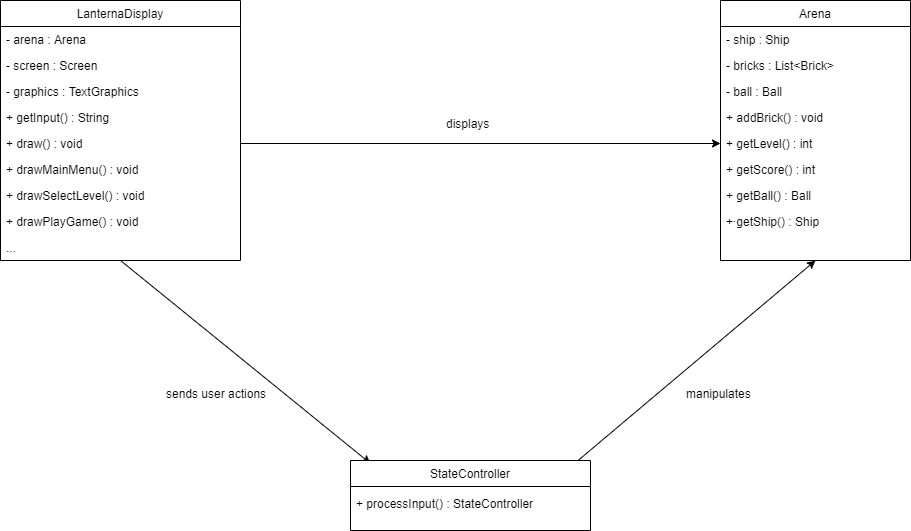 LanternaDisplay
- arena : Arena
- screen : Screen
- graphics : TextGraphics
+ getInput() : String
+ draw() : void
+ drawMainMenu() : void
+ drawSelectLevel() : void
+ drawPlayGame() : void
...
displays
Arena
- ship : Ship
- bricks : List<Brick>
- ball : Ball
+ addBrick() : void
+ getLevel() : int
+ getScore() : int
+ getBall() : Ball
+ getShip() : Ship
sends user actions
manipulates
StateController
+ processInput() : StateController